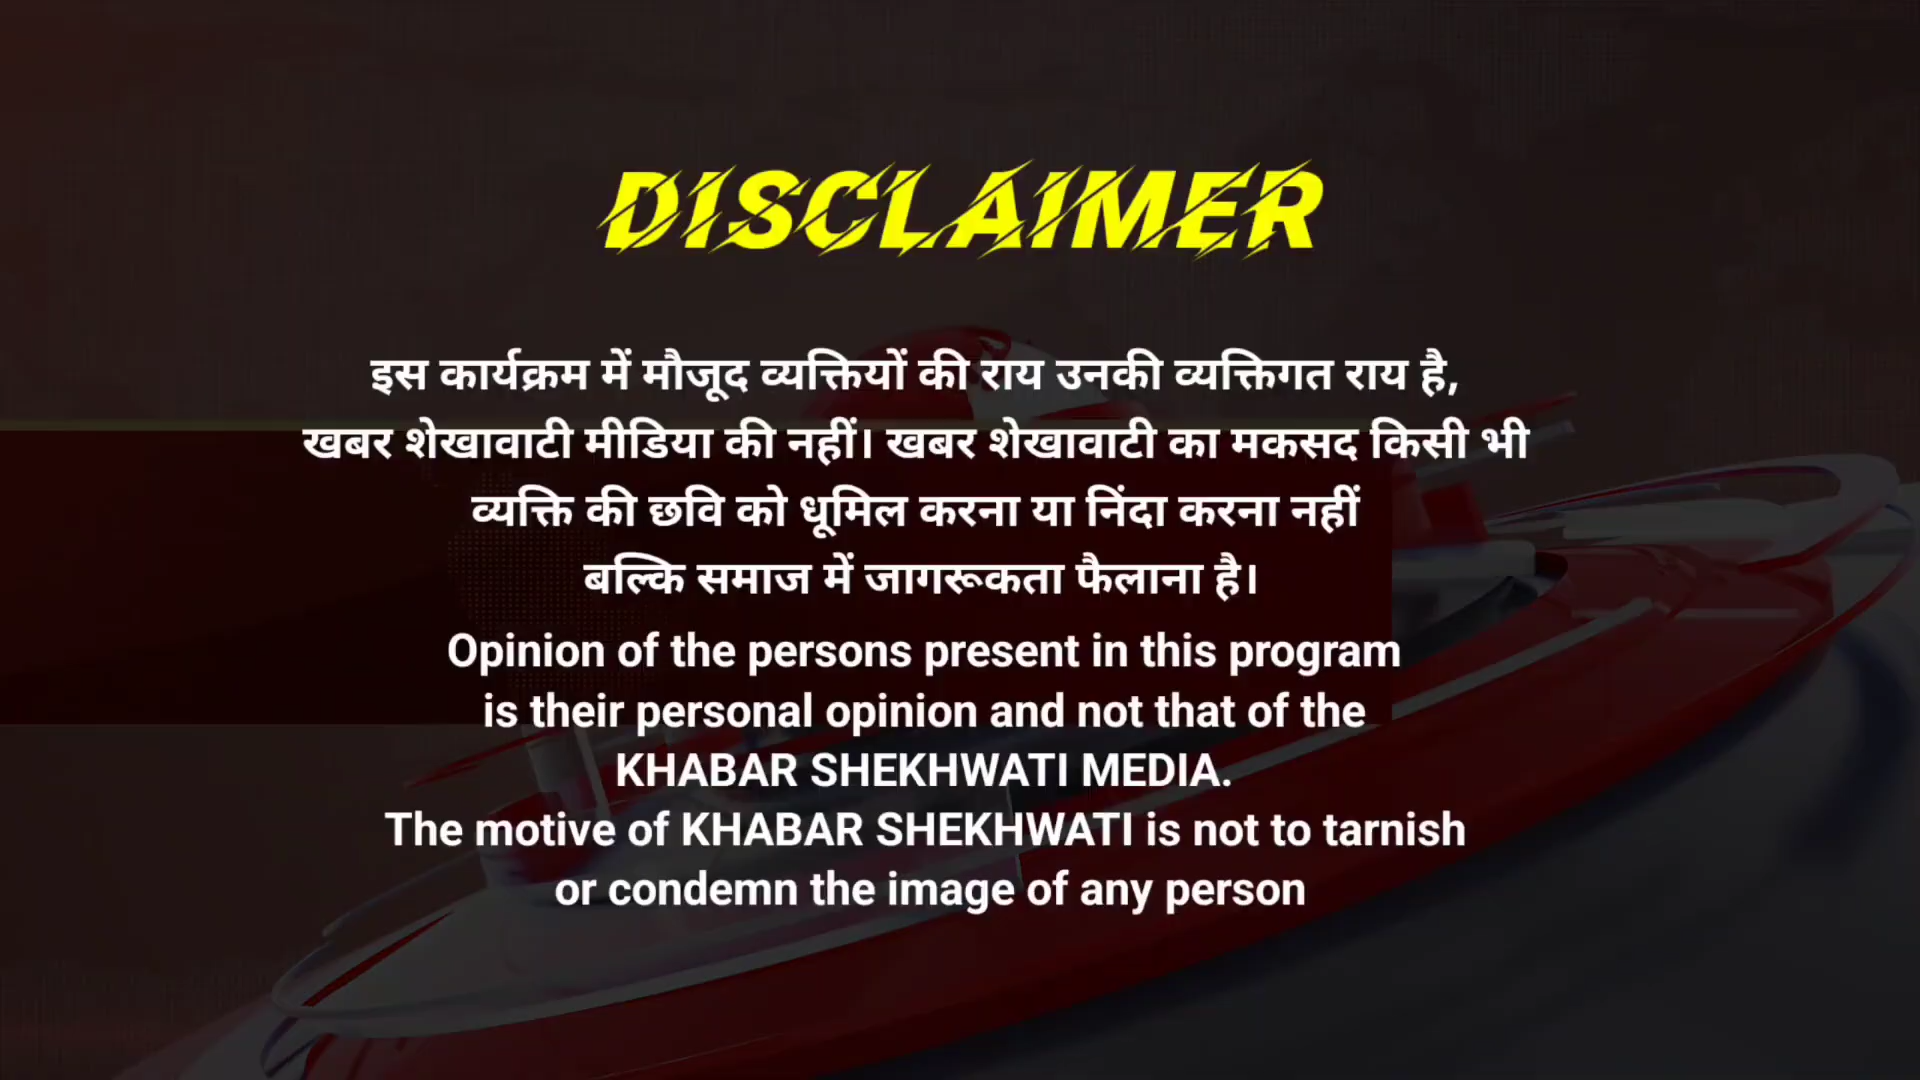 DISCLAIMER
इस कार्यक्रम में मौजूद व्यक्तियों की राय उनकी व्यक्तिगत राय है,
खबर शेखावाटी मीडिया की नहीं। खबर शेखावाटी का मकसद किसी भी
व्यक्ति की छवि को धूमिल करना या निंदा करना नहीं
बल्कि समाज में जागरूकता फैलाना है।
Opinion of the persons present in this program
is their personal opinion and not that of the
KHABAR SHEKHWATI MEDIA.
The motive of KHABAR SHEKHWATI is not to tarnish
or condemn the image of any person